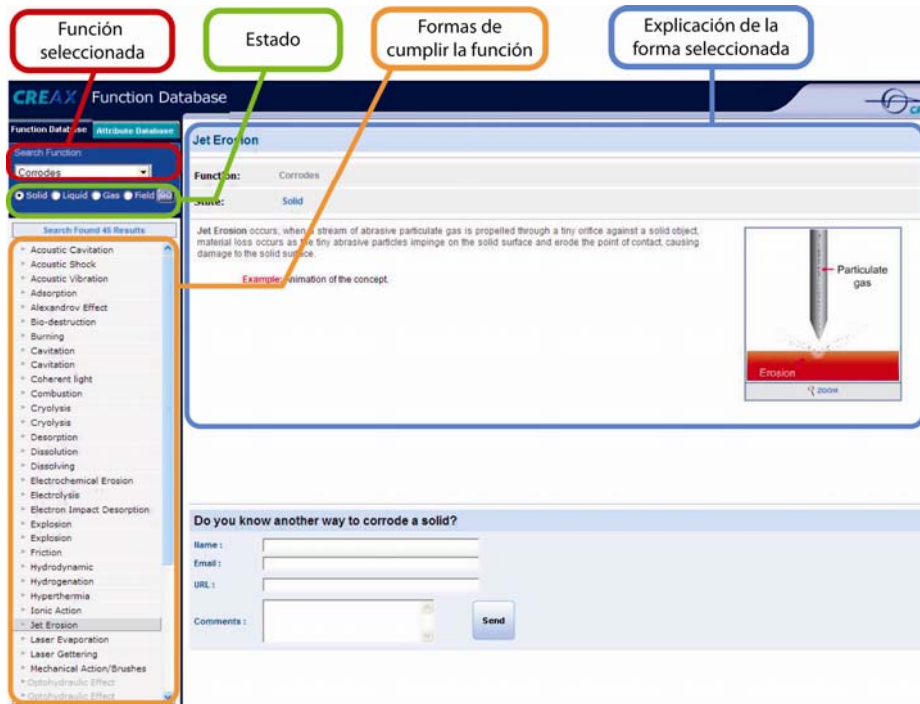 Función
seleccionada
Estado
Formas de
cumplir la función
Explicación de la
forma seleccionada
CREAX Function Database
Function Database Attribute Database
Search Function
Corrodes
Solid Liquid Gas Field GO
Search Found 46 Results
Acoustic Cavitation
Acoustic Shock
Acoustic Vibration
Adsorption
Alexandrov Effect
Bio-destruction
Burning
Cavitation
Cavitation
Coherent light
Combustion
Cryolysis
Cryolysis
Desorption
Dissolution
Dissolving
Electrochemical Erosion
Electrolysis
Electron Impact Desorption
Explosion
Explosion
Friction
Hydrodynamic
Hydrogenation
Hyperthermia
Ionic Action
Jet Erosion
Laser Evaporation
Laser Gettering
Mechanical Action/Brushes
Optohydraulic Effect
Optohydraulic Effect
Jet Erosion
Function: Corrodes
State: Solid
Jet Erosion occurs, when a stream of abrasive particulate gas is propelled through a tiny orifice against a solid object,
material loss occurs as the tiny abrasive particles impinge on the solid surface and erode the point of contact, causing
damage to the solid surface.
Example: Animation of the concept.
Particulate
gas
Erosion
ZOOM
Do you know another way to corrode a solid?
Name :
Email :
URL :
Comments :
Send